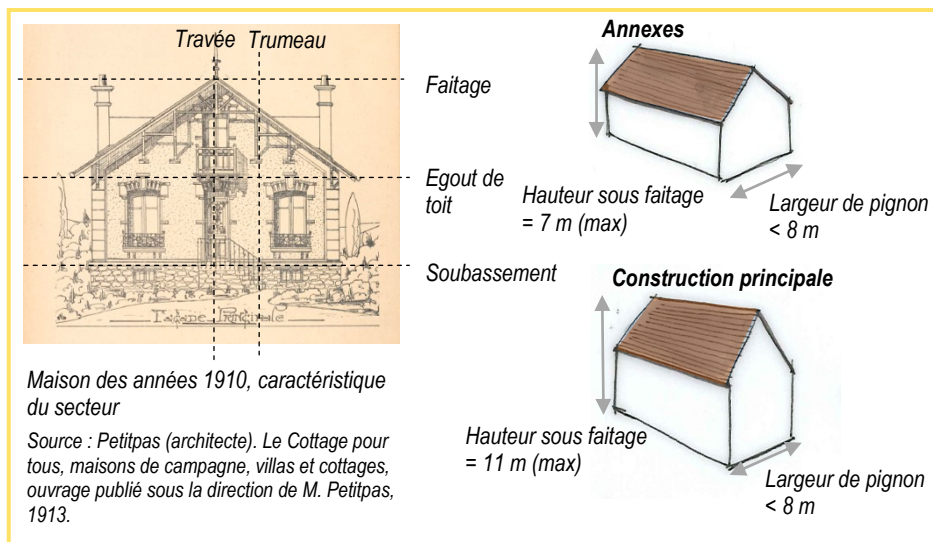 Travée Trumeau
Faitage
Egout de
toit
Soubassement
Façade Principale
Maison des années 1910, caractéristique
du secteur
Source : Petitpas (architecte). Le Cottage pour
tous, maisons de campagne, villas et cottages,
ouvrage publié sous la direction de M. Petitpas,
1913.
Annexes
Hauteur sous faitage
= 7 m (max)
Largeur de pignon
< 8 m
Construction principale
Hauteur sous faitage
= 11 m (max)
Largeur de pignon
< 8 m